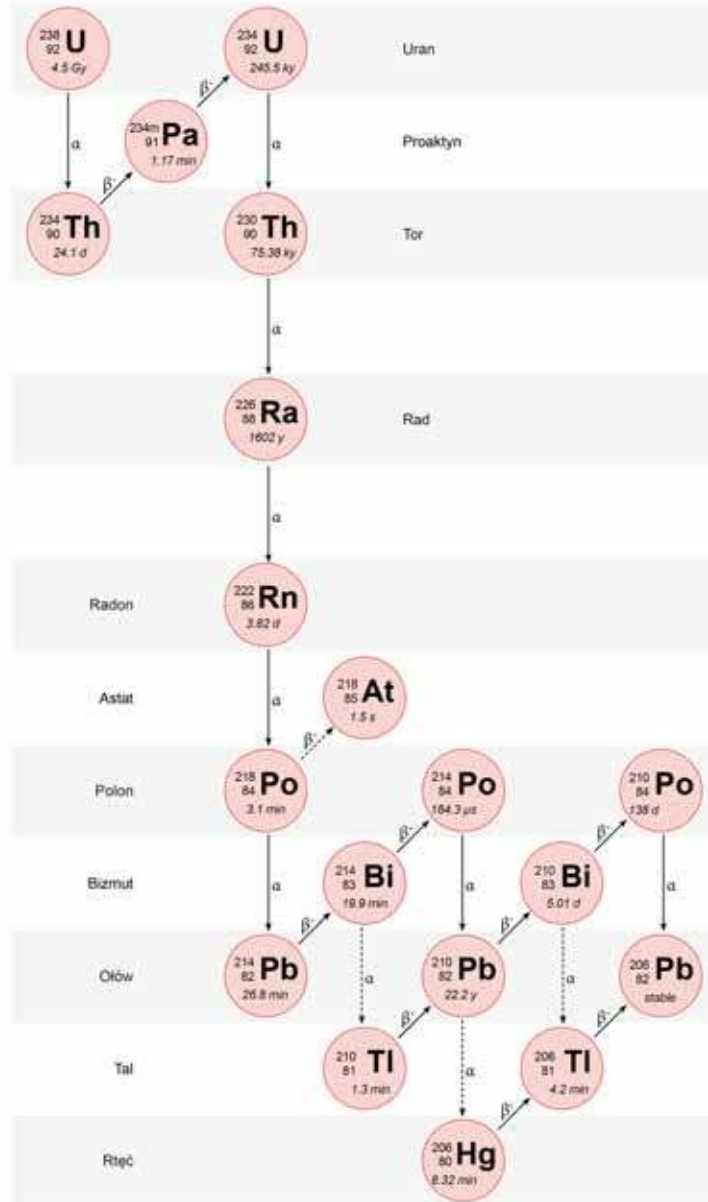 238 234
92 U 92 U Uran
4.5 Gy 245.5 ky
β-
234m
91 Pa Proaktyn
1.17 min
α α
β-
234 230
90 Th 90 Th Tor
24.1 d 75.38 ky
α
226
88 Ra Rad
1602 y
α
222
Radon 86 Rn
3.82 d
218
Astat 85 At
1.5 s
α
β-
218 214 210
Polon 84 Po 84 Po 84 Po
3.1 min 164.3 µs 138 d
β- β-
214 210
Bizmut 83 Bi 83 Bi
19.9 min 5.01 d
α α α
β- β-
214 210 206
Ołów 82 Pb 82 Pb 82 Pb
26.8 min 22.2 y stable
α α
β- β-
210 206
Tal 81 Tl 81 Tl
1.3 min 4.2 min
α
β-
206
Rtęć 80 Hg
8.32 min